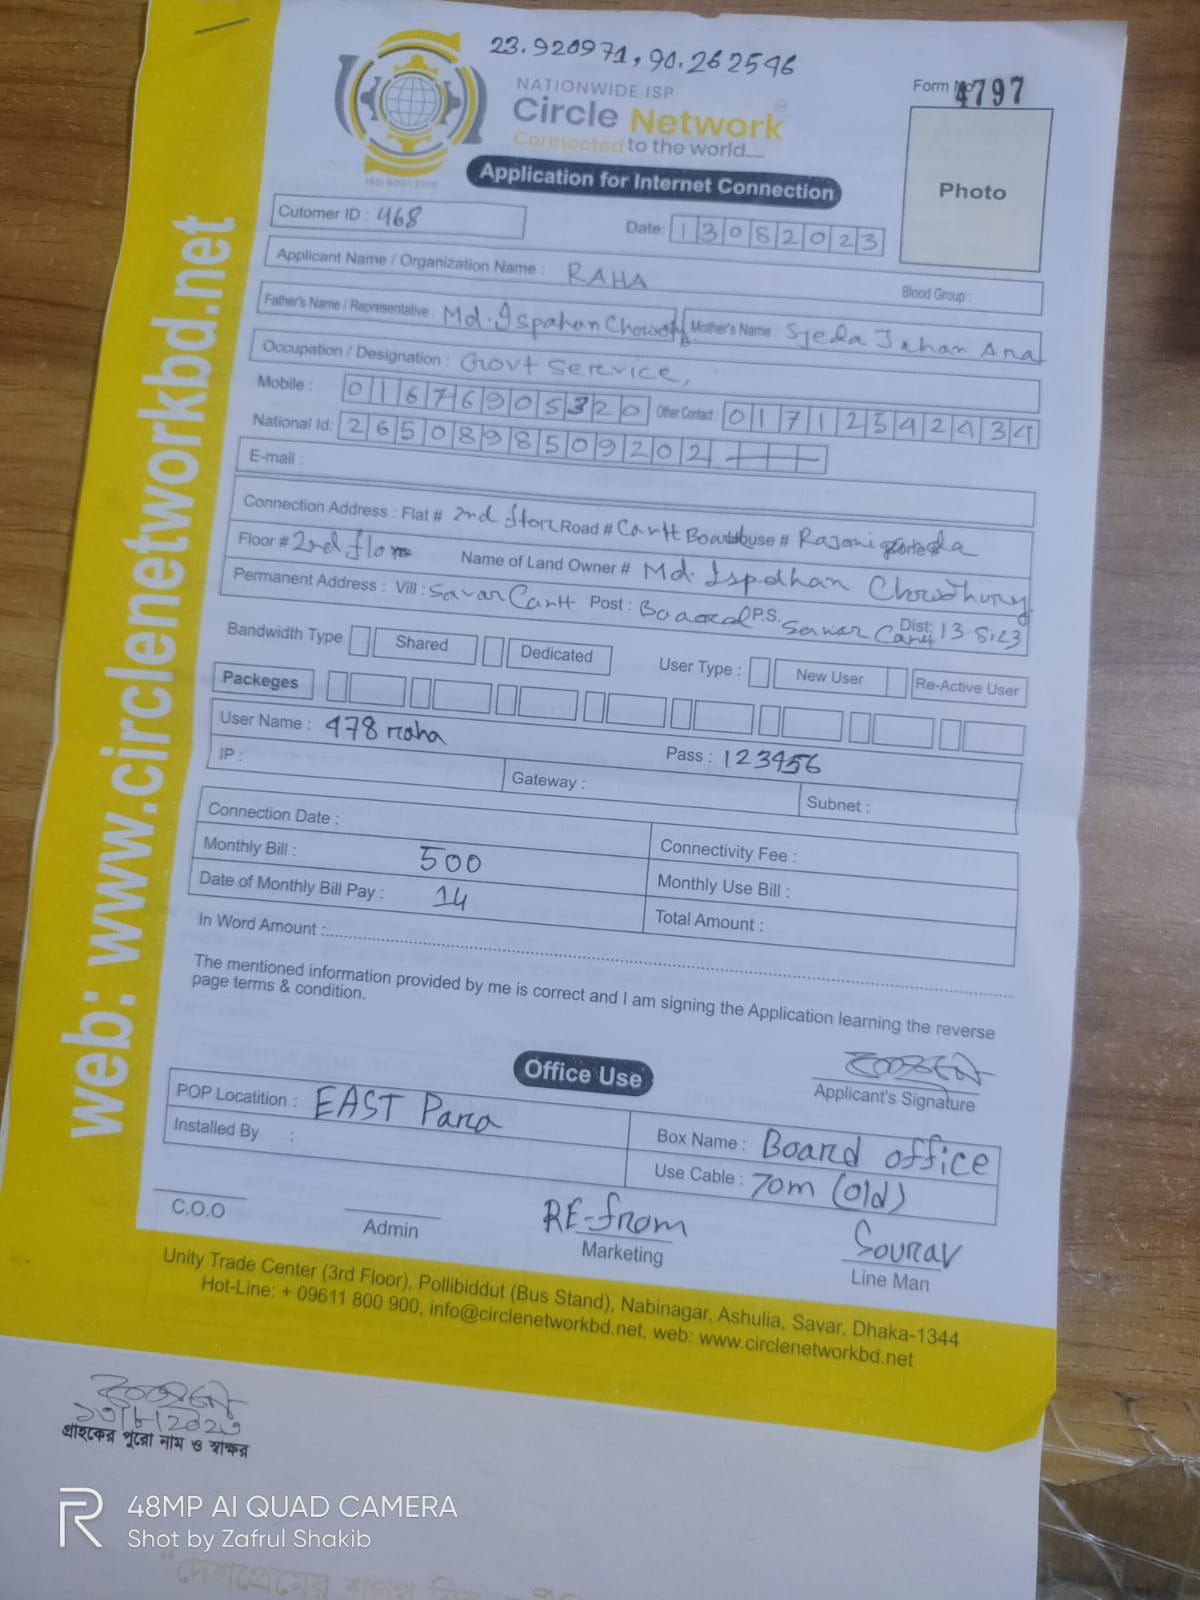 23.920971, 90.262546
NATIONWIDE ISP
Circle Network
Connected to the world.....
ISO 9001:2015
Form No 4797
Photo
Application for Internet Connection
Cutomer ID : 468
Date: 13082023
Applicant Name / Organization Name : RAHA
Blood Group :
Father's Name / Representative : Md. Ispahan Mother's Name : Syeda Jahan Ara
Occupation / Designation : Govt Service,
Mobile : 01676905320 Other Contact : 01712542434
National Id: 2650898509202
E-mail :
Connection Address : Flat # 2nd Road # Cantt # Rajoni
Floor # 2nd Name of Land Owner # Md. Ispahan Chowdhury
Permanent Address : Vill : Savar Cantt Post : P.S. Savar Cantt Dist: 13.8.23
Bandwidth Type Shared Dedicated User Type : New User Re-Active User
Packeges
User Name : 478 raha Pass : 123456
IP : Gateway : Subnet :
Connection Date : Connectivity Fee :
Monthly Bill : 500 Monthly Use Bill :
Date of Monthly Bill Pay : 14 Total Amount :
In Word Amount :
The mentioned information provided by me is correct and I am signing the Application learning the reverse
page terms & condition.
Applicant's Signature
Office Use
POP Locatition : EAST Para Box Name : Board office
Installed By : Use Cable : 70m (old)
C.O.O
Admin
RE-from
Marketing
Sourav
Line Man
Unity Trade Center (3rd Floor), Pollibiddut (Bus Stand), Nabinagar, Ashulia, Savar, Dhaka-1344
Hot-Line: + 09611 800 900, info@circlenetworkbd.net, web: www.circlenetworkbd.net
web: www.circlenetworkbd.net
গ্রাহকের পুরো নাম ও স্বাক্ষর
48MP AI QUAD CAMERA
Shot by Zafrul Shakib